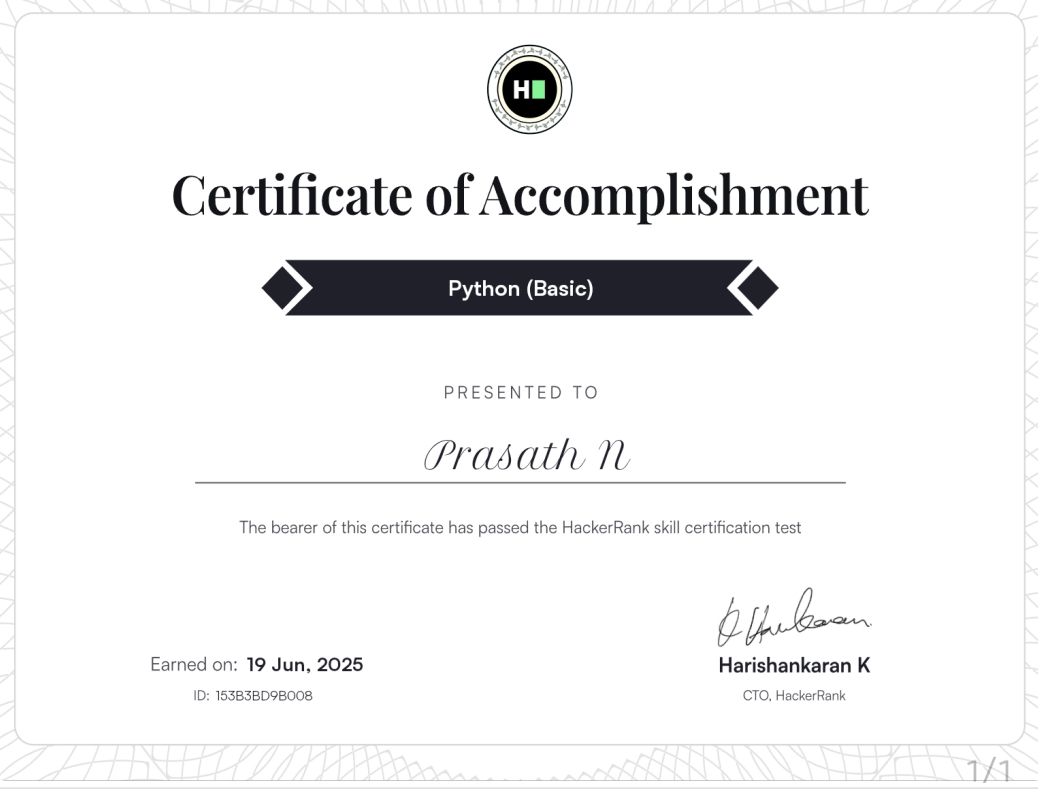 H
Certificate of Accomplishment
Python (Basic)
PRESENTED TO
Prasath N
The bearer of this certificate has passed the HackerRank skill certification test
Earned on: 19 Jun, 2025
ID: 153B3BD9B008
Harishankaran K
CTO, HackerRank
1/1